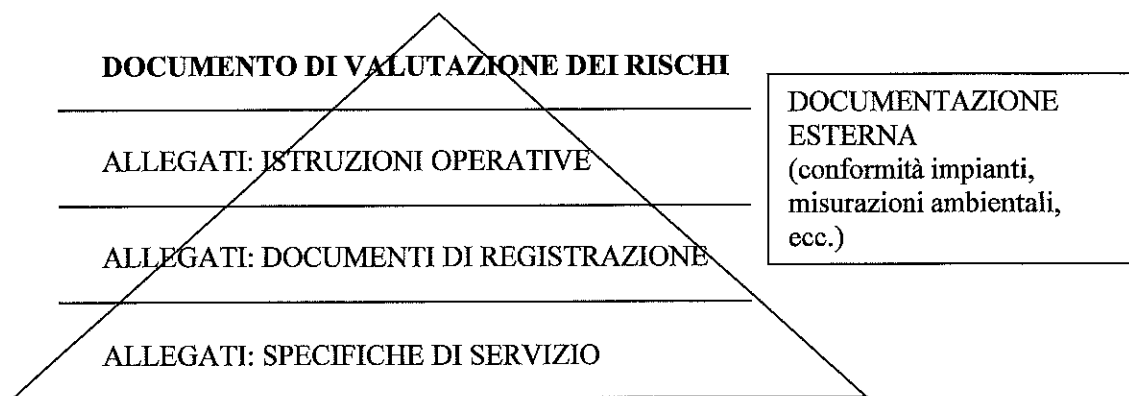 DOCUMENTO DI VALUTAZIONE DEI RISCHI
ALLEGATI: ISTRUZIONI OPERATIVE
ALLEGATI: DOCUMENTI DI REGISTRAZIONE
ALLEGATI: SPECIFICHE DI SERVIZIO
DOCUMENTAZIONE
ESTERNA
(conformità impianti,
misurazioni ambientali,
ecc.)